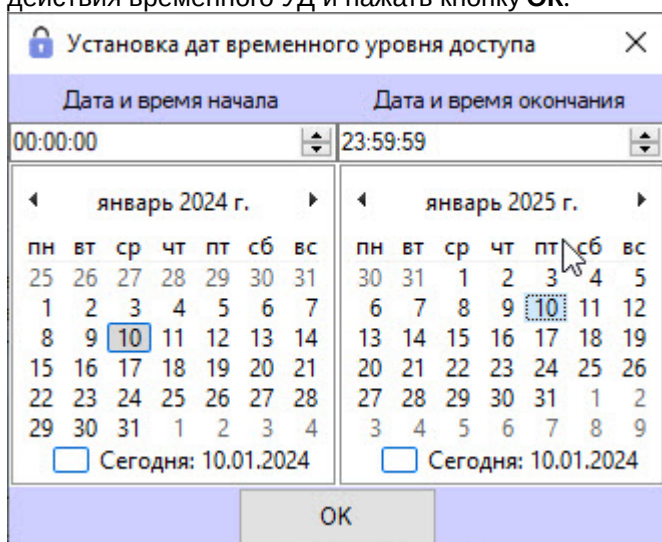 действия временного УД и нажать кнопку ОК.
Установка дат временного уровня доступа
Дата и время начала Дата и время окончания
00:00:00 23:59:59
январь 2024 г. январь 2025 г.
пн вт ср чт пт сб вс пн вт ср чт пт сб вс
25 26 27 28 29 30 31 30 31 1 2 3 4 5
1 2 3 4 5 6 7 6 7 8 9 10 11 12
8 9 10 11 12 13 14 13 14 15 16 17 18 19
15 16 17 18 19 20 21 20 21 22 23 24 25 26
22 23 24 25 26 27 28 27 28 29 30 31 1 2
29 30 31 1 2 3 4 3 4 5 6 7 8 9
Сегодня: 10.01.2024 Сегодня: 10.01.2024
ОК